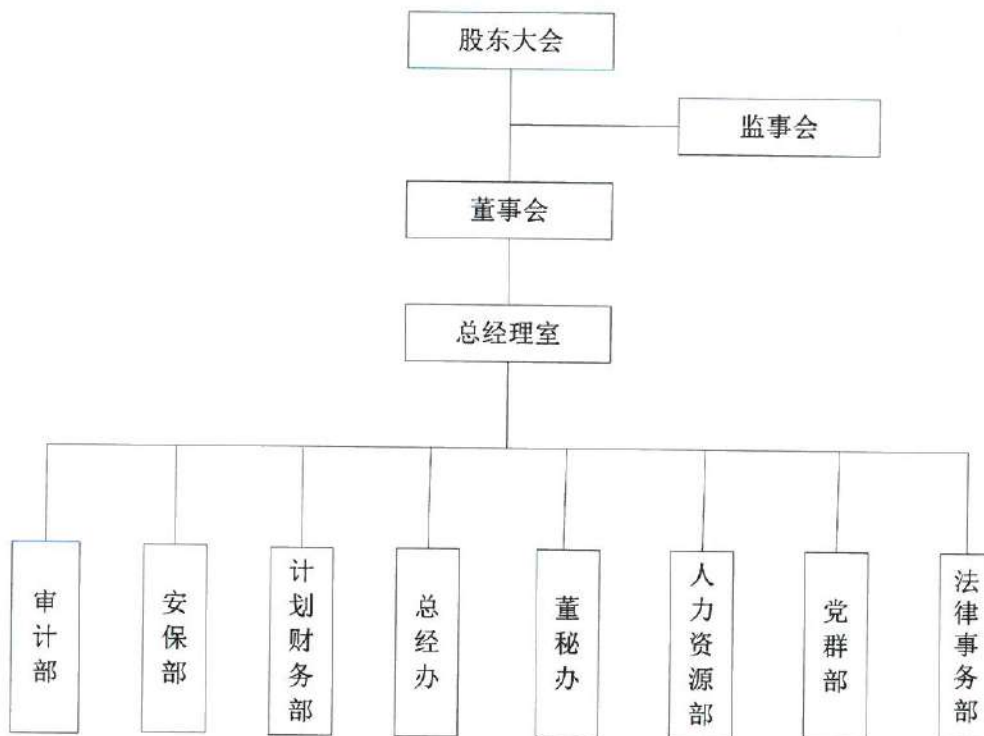 股东大会
监事会
董事会
总经理室
审计部
安保部
计划财务部
总经办
董秘办
人力资源部
党群部
法律事务部